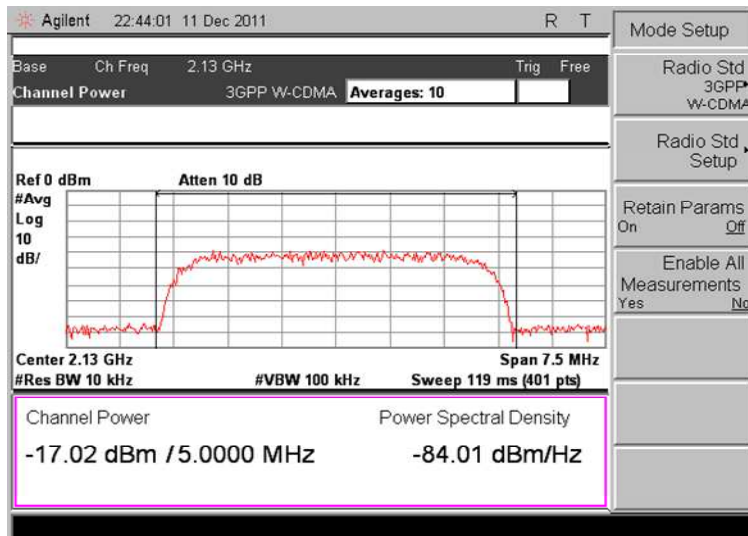 Agilent 22:44:01 11 Dec 2011 R T
Mode Setup
Base Ch Freq 2.13 GHz Trig Free
Channel Power 3GPP W-CDMA Averages: 10
Radio Std
3GPP
W-CDMA
Radio Std
Setup
Retain Params
On Off
Enable All
Measurements
Yes No
Ref 0 dBm Atten 10 dB
#Avg
Log
10
dB/
Center 2.13 GHz Span 7.5 MHz
#Res BW 10 kHz #VBW 100 kHz Sweep 119 ms (401 pts)
Channel Power Power Spectral Density
-17.02 dBm / 5.0000 MHz -84.01 dBm/Hz